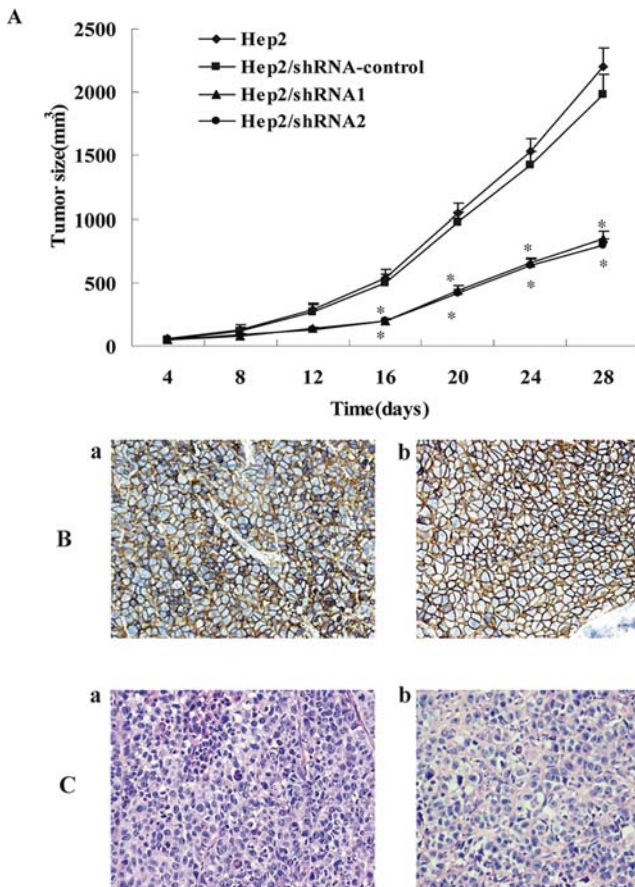 A
Hep2
Hep2/shRNA-control
Hep2/shRNA1
Hep2/shRNA2
Tumor size(mm³)
2500
2000
1500
1000
500
0
* * * *
* * * *
4 8 12 16 20 24 28
Time(days)
a b
B
a b
C